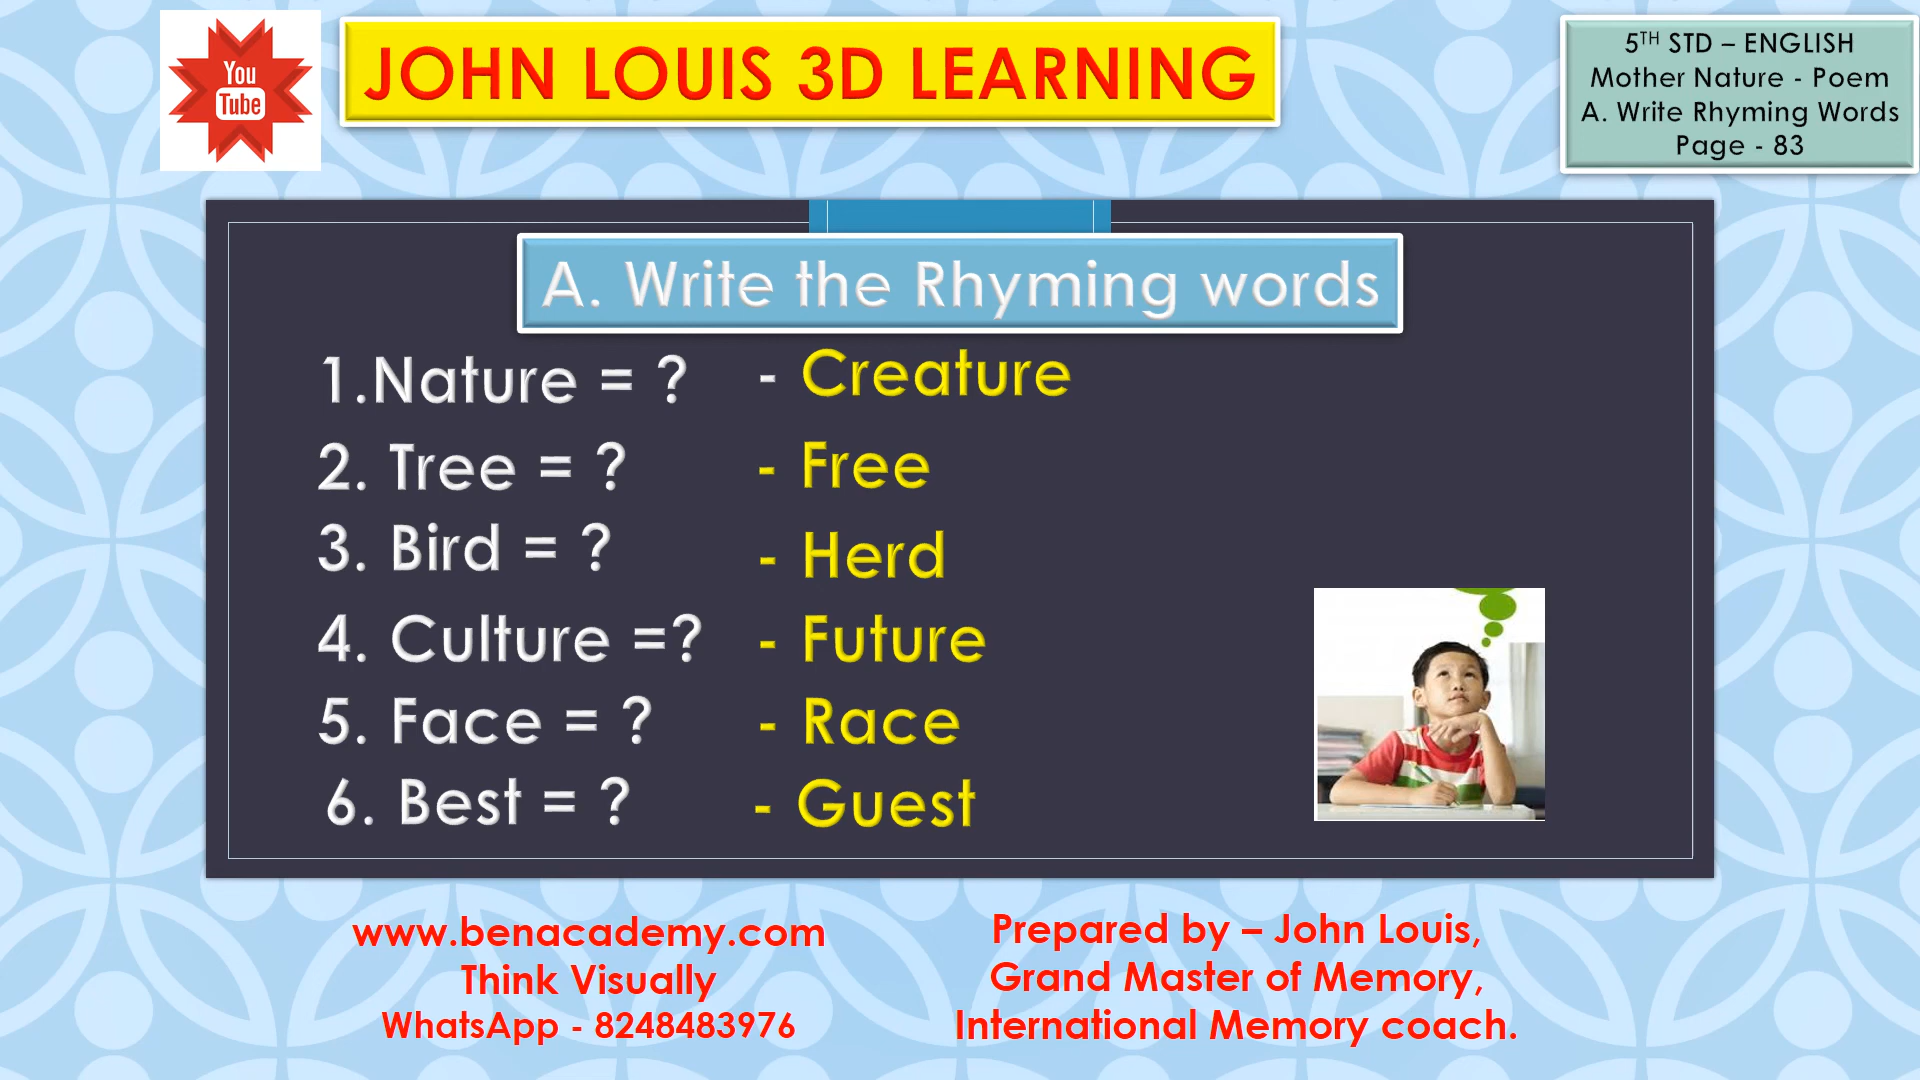 You
Tube
JOHN LOUIS 3D LEARNING
5TH STD – ENGLISH
Mother Nature - Poem
A. Write Rhyming Words
Page - 83
A. Write the Rhyming words
1.Nature = ? - Creature
2. Tree = ? - Free
3. Bird = ? - Herd
4. Culture =? - Future
5. Face = ? - Race
6. Best = ? - Guest
www.benacademy.com
Think Visually
WhatsApp - 8248483976
Prepared by – John Louis,
Grand Master of Memory,
International Memory coach.